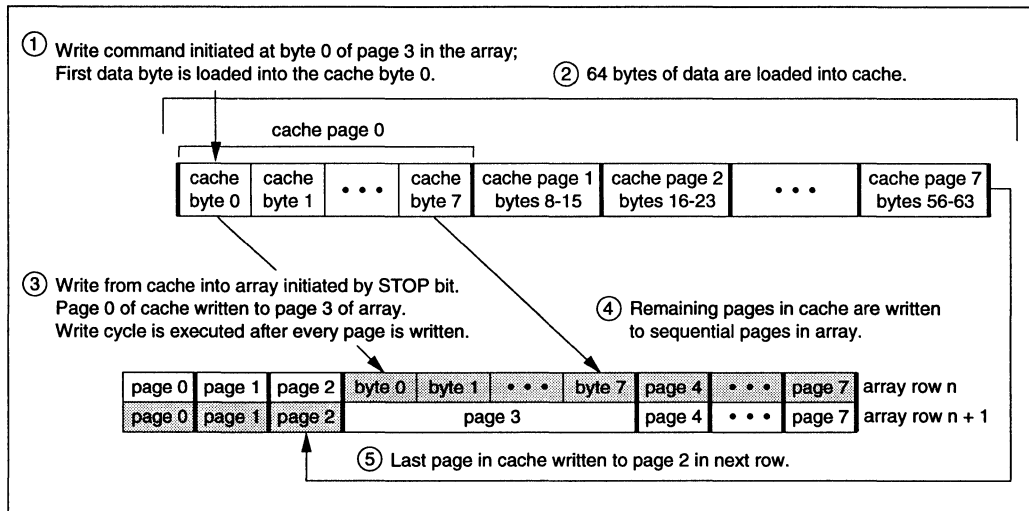 ① Write command initiated at byte 0 of page 3 in the array;
First data byte is loaded into the cache byte 0.
② 64 bytes of data are loaded into cache.
cache page 0
cache byte 0 cache byte 1 • • • cache byte 7 cache page 1 bytes 8-15 cache page 2 bytes 16-23 • • • cache page 7 bytes 56-63
③ Write from cache into array initiated by STOP bit.
Page 0 of cache written to page 3 of array.
Write cycle is executed after every page is written.
④ Remaining pages in cache are written
to sequential pages in array.
page 0 page 1 page 2 byte 0 byte 1 • • • byte 7 page 4 • • • page 7 array row n
page 0 page 1 page 2 page 3 page 4 • • • page 7 array row n + 1
⑤ Last page in cache written to page 2 in next row.